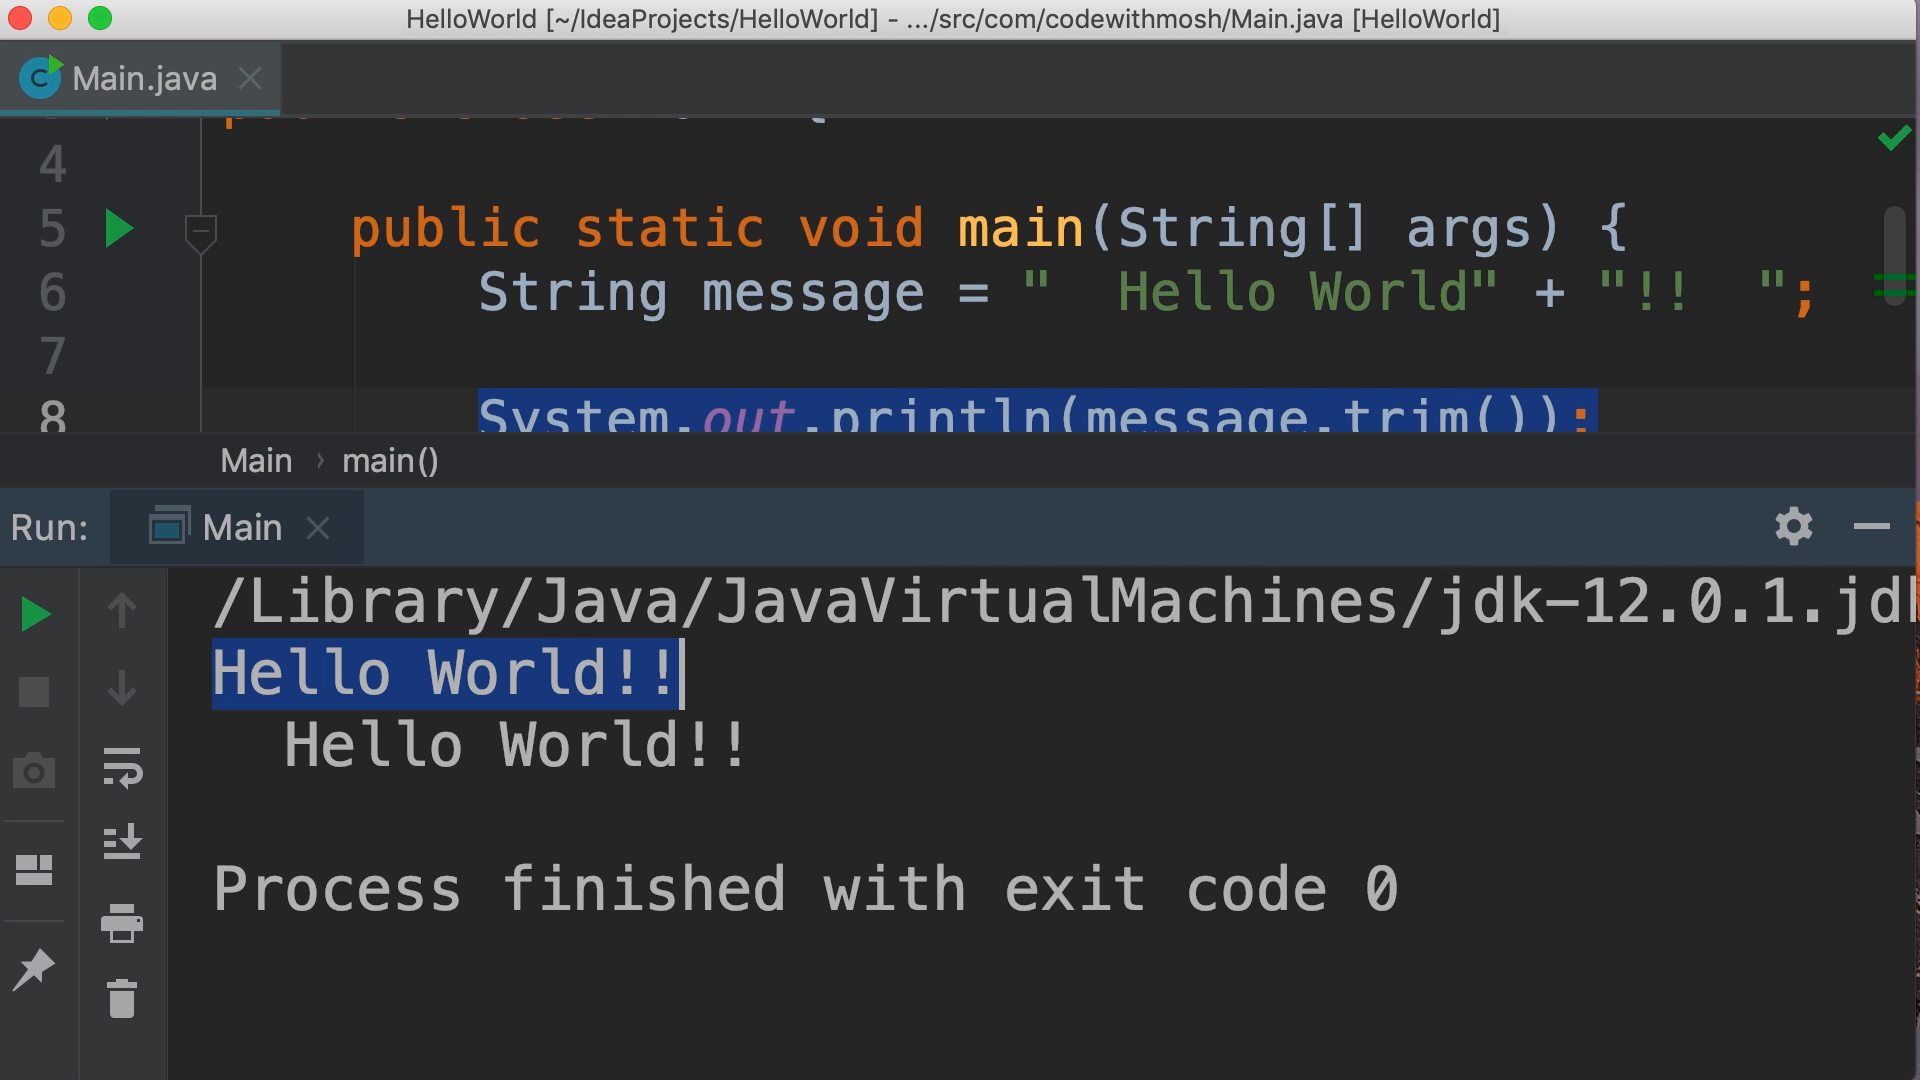 HelloWorld [~/IdeaProjects/HelloWorld] - .../src/com/codewithmosh/Main.java [HelloWorld]
Main.java
4
5 public static void main(String[] args) {
6 String message = "  Hello World" + "!!  ";
7
8 System.out.println(message.trim());
Main › main()
Run: Main
/Library/Java/JavaVirtualMachines/jdk-12.0.1.jd
Hello World!!
  Hello World!!
Process finished with exit code 0